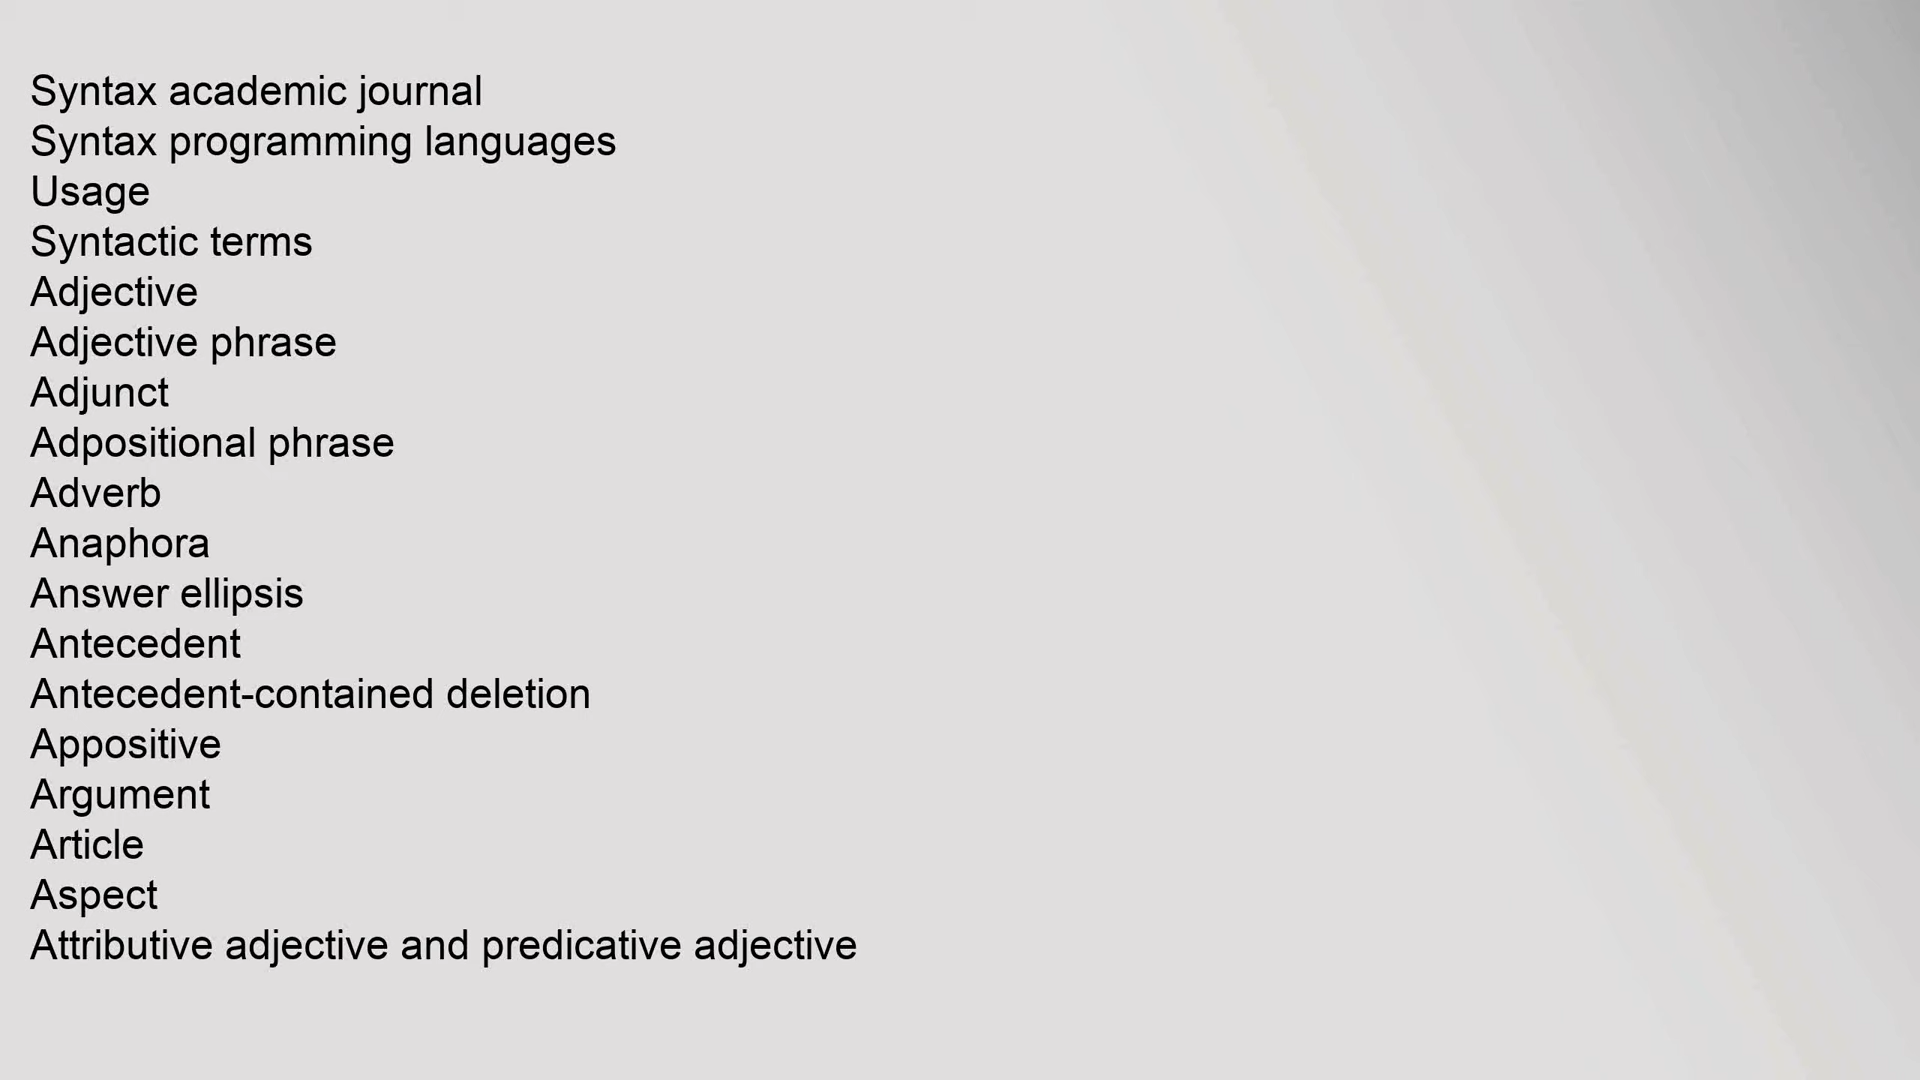 Syntax academic journal
Syntax programming languages
Usage
Syntactic terms
Adjective
Adjective phrase
Adjunct
Adpositional phrase
Adverb
Anaphora
Answer ellipsis
Antecedent
Antecedent-contained deletion
Appositive
Argument
Article
Aspect
Attributive adjective and predicative adjective